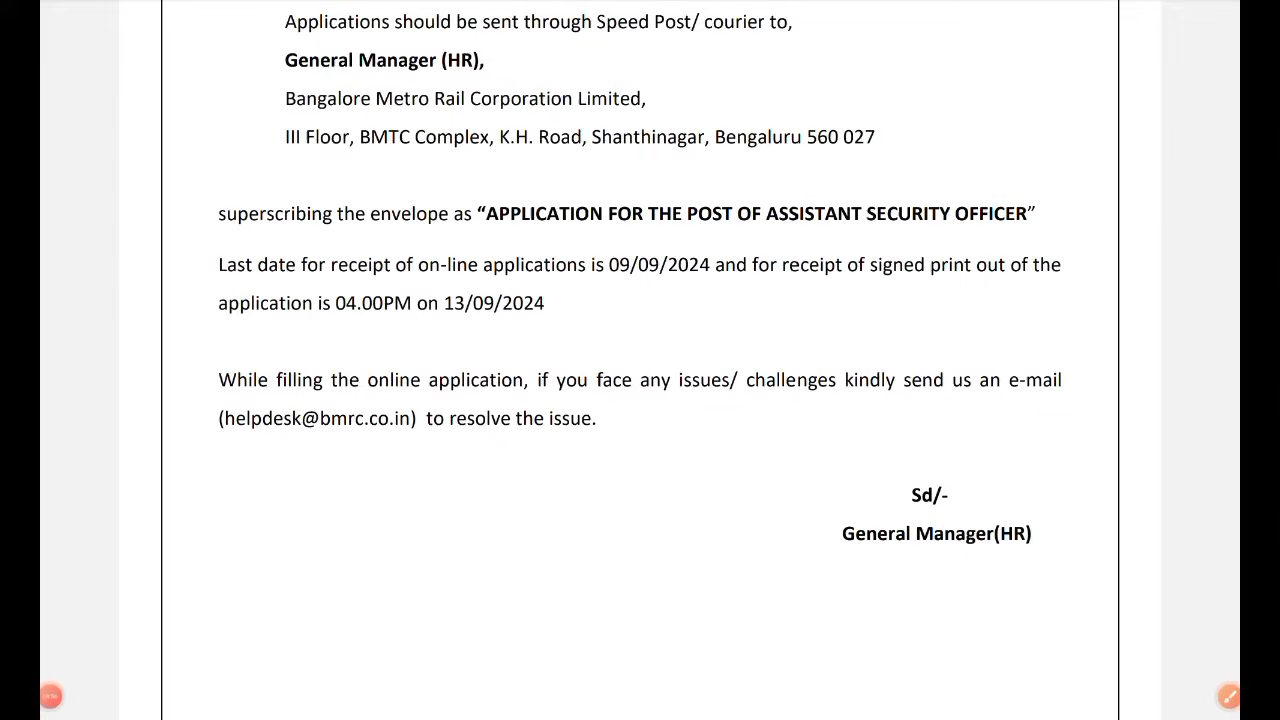 Applications should be sent through Speed Post/ courier to,
General Manager (HR),
Bangalore Metro Rail Corporation Limited,
III Floor, BMTC Complex, K.H. Road, Shanthinagar, Bengaluru 560 027
superscribing the envelope as “APPLICATION FOR THE POST OF ASSISTANT SECURITY OFFICER”
Last date for receipt of on-line applications is 09/09/2024 and for receipt of signed print out of the
application is 04.00PM on 13/09/2024
While filling the online application, if you face any issues/ challenges kindly send us an e-mail
(helpdesk@bmrc.co.in) to resolve the issue.
Sd/-
General Manager(HR)